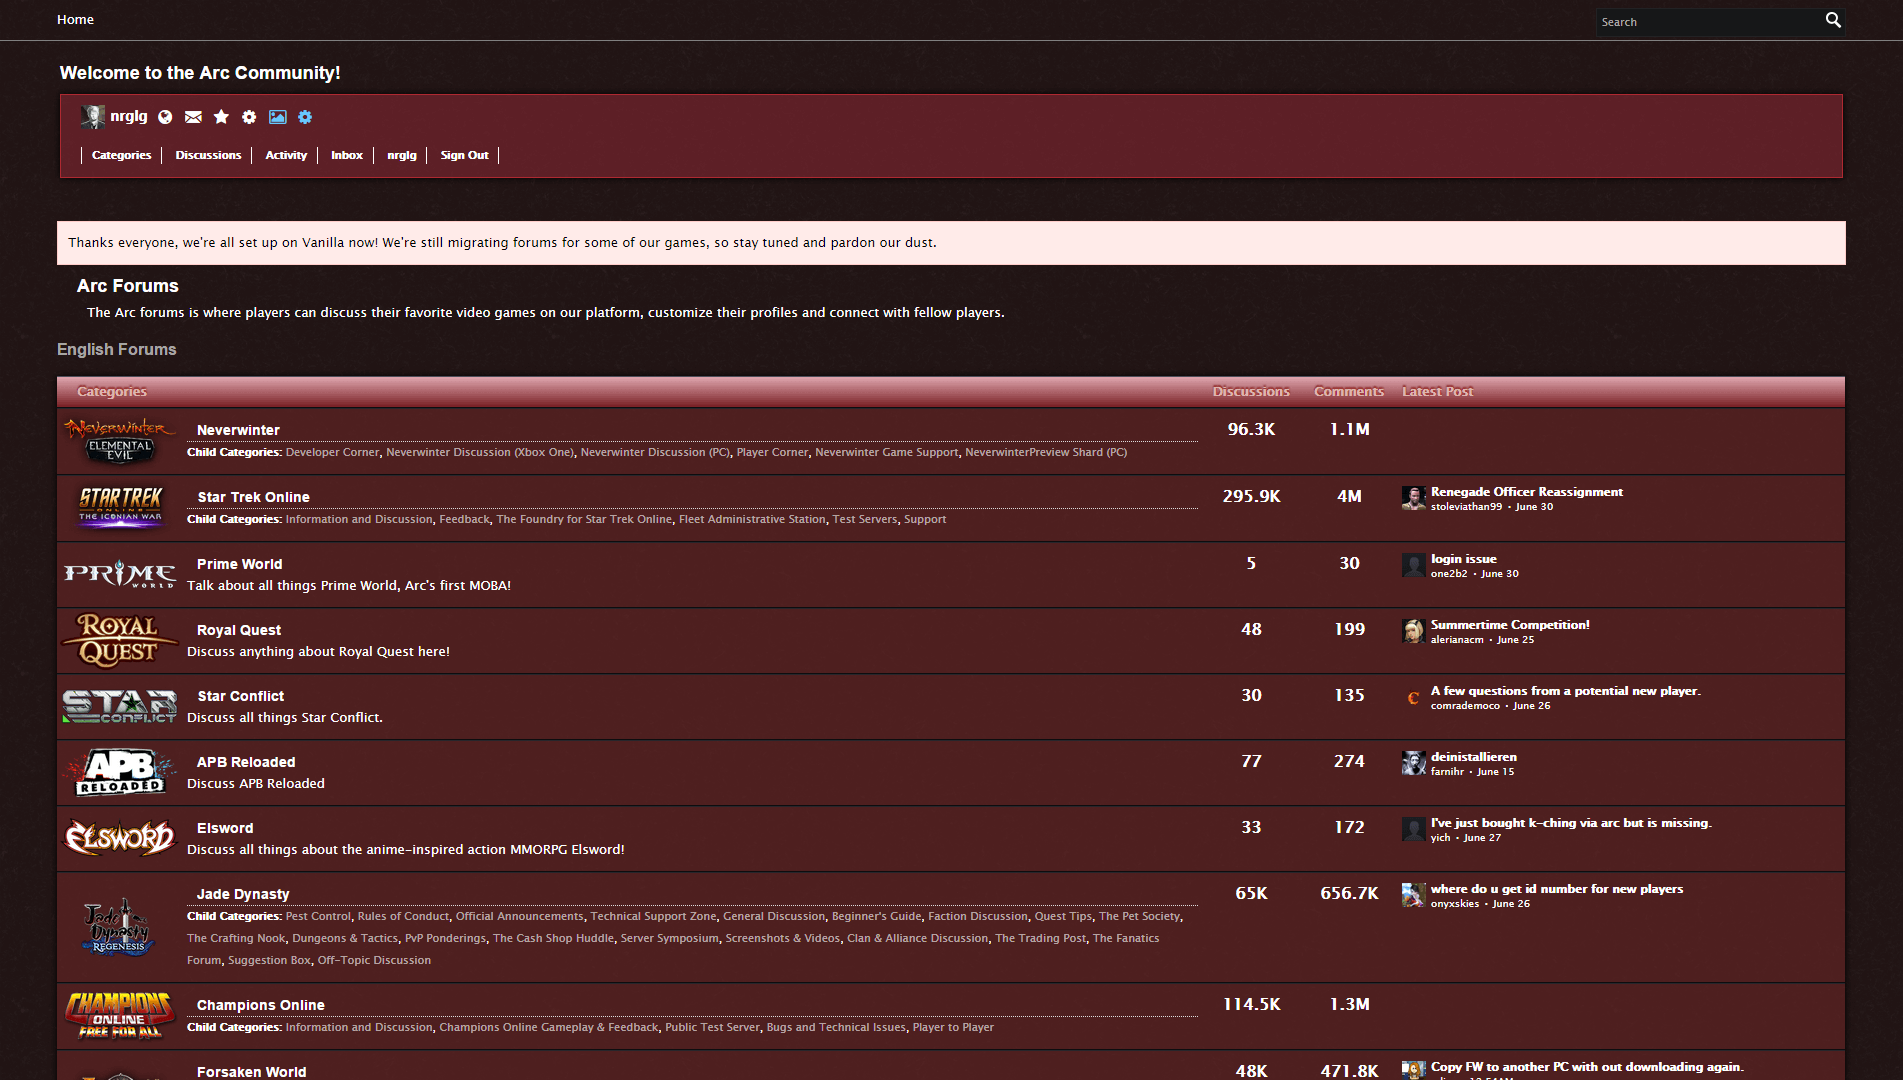 Home
Search
Welcome to the Arc Community!
nrglg
Categories
Discussions
Activity
Inbox
nrglg
Sign Out
Thanks everyone, we're all set up on Vanilla now! We're still migrating forums for some of our games, so stay tuned and pardon our dust.
Arc Forums
The Arc forums is where players can discuss their favorite video games on our platform, customize their profiles and connect with fellow players.
English Forums
Categories Discussions Comments Latest Post
NEVERWINTER
ELEMENTAL
EVIL
Neverwinter 96.3K 1.1M
Child Categories: Developer Corner, Neverwinter Discussion (Xbox One), Neverwinter Discussion (PC), Player Corner, Neverwinter Game Support, NeverwinterPreview Shard (PC)
STAR TREK
ONLINE
THE ICONIAN WAR
Star Trek Online 295.9K 4M
Renegade Officer Reassignment
stoleviathan99 • June 30
Child Categories: Information and Discussion, Feedback, The Foundry for Star Trek Online, Fleet Administrative Station, Test Servers, Support
PRIME
WORLD
Prime World 5 30
login issue
one2b2 • June 30
Talk about all things Prime World, Arc's first MOBA!
ROYAL
QUEST
Royal Quest 48 199
Summertime Competition!
alerianacm • June 25
Discuss anything about Royal Quest here!
STAR
CONFLICT
Star Conflict 30 135
A few questions from a potential new player.
comrademoco • June 26
Discuss all things Star Conflict.
APB
RELOADED
APB Reloaded 77 274
deinistallieren
farnihr • June 15
Discuss APB Reloaded
ELSWORD
Elsword 33 172
I've just bought k-ching via arc but is missing.
yich • June 27
Discuss all things about the anime-inspired action MMORPG Elsword!
Jade
Dynasty
REGENESIS
Jade Dynasty 65K 656.7K
where do u get id number for new players
onyxskies • June 26
Child Categories: Pest Control, Rules of Conduct, Official Announcements, Technical Support Zone, General Discussion, Beginner's Guide, Faction Discussion, Quest Tips, The Pet Society,
The Crafting Nook, Dungeons & Tactics, PvP Ponderings, The Cash Shop Huddle, Server Symposium, Screenshots & Videos, Clan & Alliance Discussion, The Trading Post, The Fanatics
Forum, Suggestion Box, Off-Topic Discussion
CHAMPIONS
ONLINE
FREE FOR ALL
Champions Online 114.5K 1.3M
Child Categories: Information and Discussion, Champions Online Gameplay & Feedback, Public Test Server, Bugs and Technical Issues, Player to Player
Forsaken World 48K 471.8K
Copy FW to another PC with out downloading again.